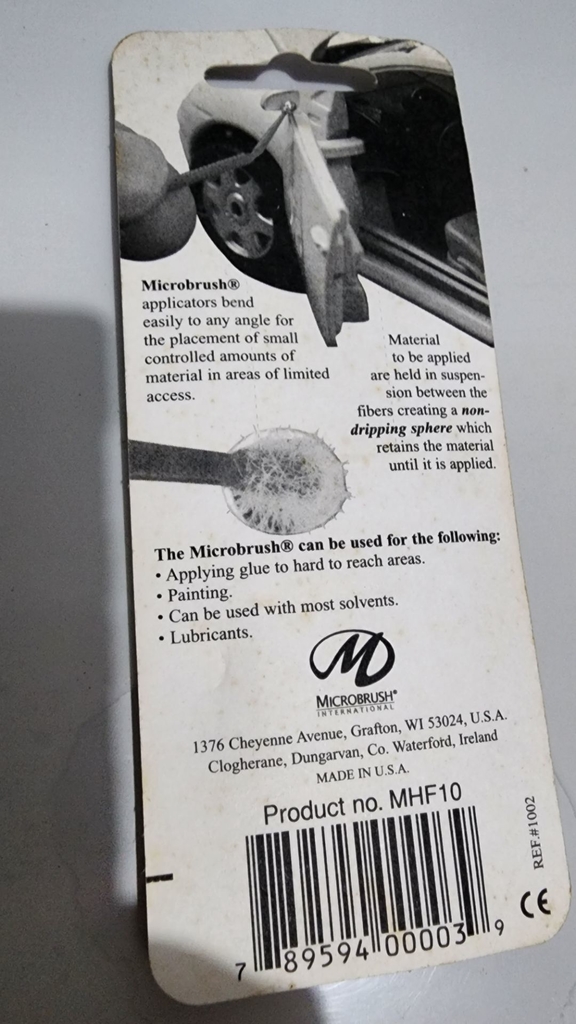 Microbrush®
applicators bend
easily to any angle for
the placement of small
controlled amounts of
material in areas of limited
access.
Material
to be applied
are held in suspen-
sion between the
fibers creating a non-
dripping sphere which
retains the material
until it is applied.
The Microbrush® can be used for the following:
• Applying glue to hard to reach areas.
• Painting.
• Can be used with most solvents.
• Lubricants.
MICROBRUSH®
INTERNATIONAL
1376 Cheyenne Avenue, Grafton, WI 53024, U.S.A.
Clogherane, Dungarvan, Co. Waterford, Ireland
MADE IN U.S.A.
Product no. MHF10
REF.#1002
CE
7 89594 00003 9